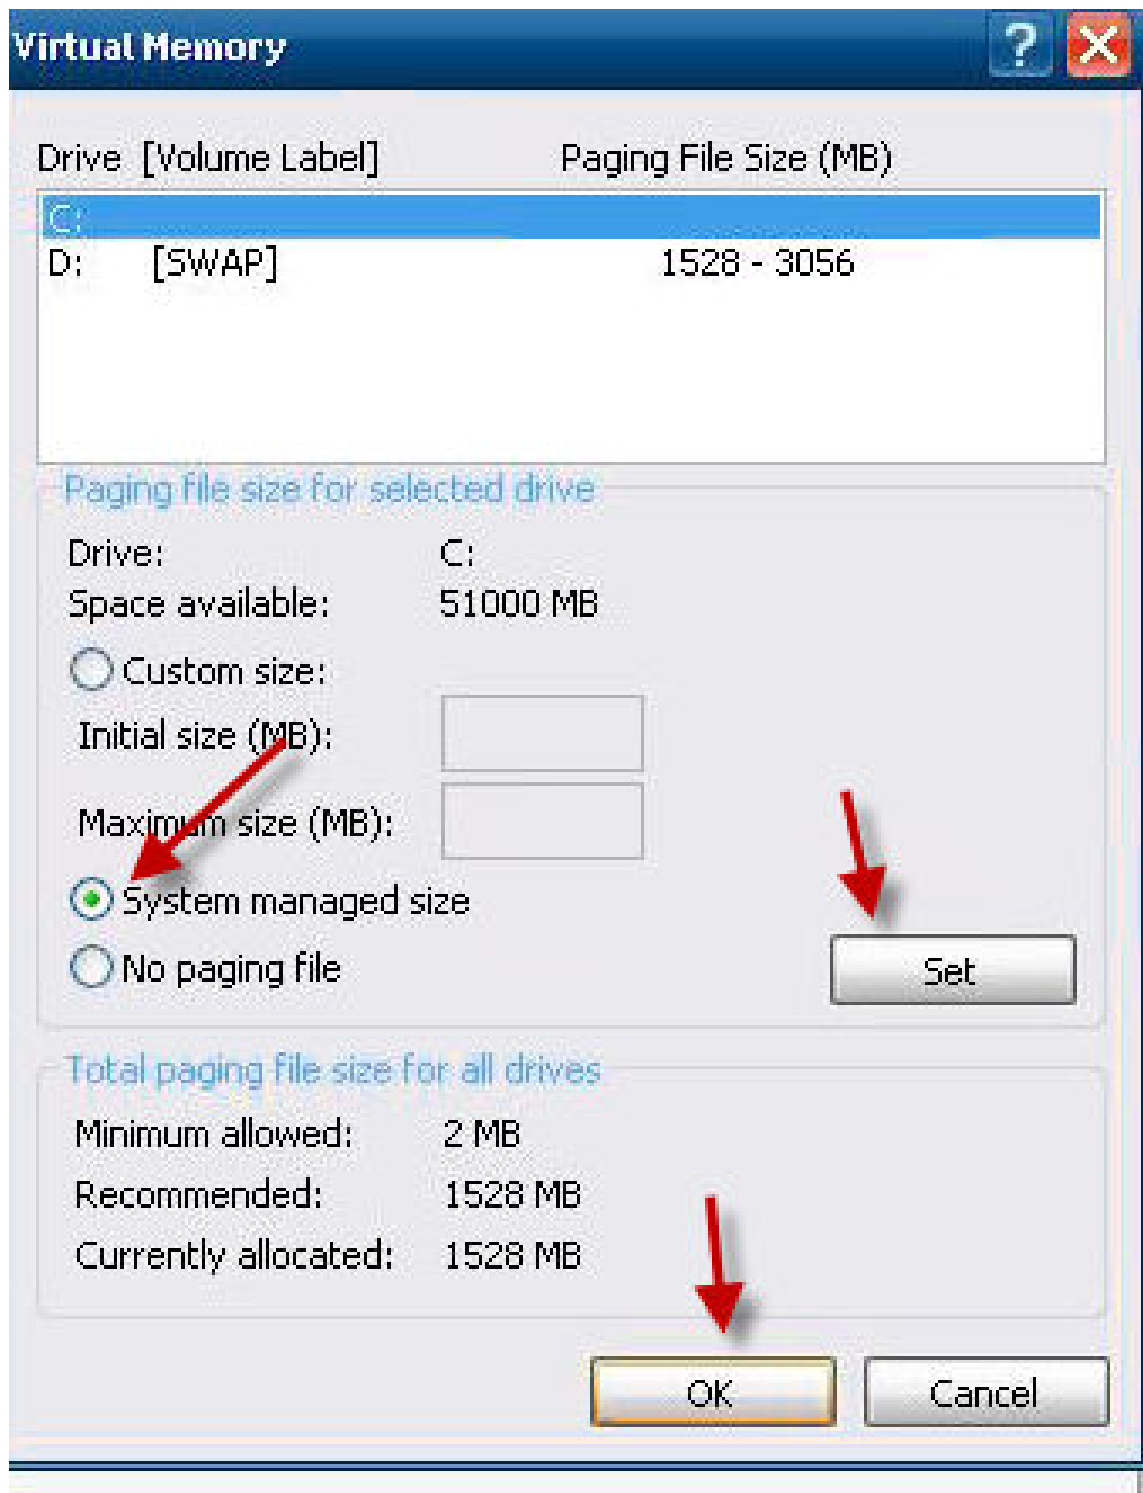 Virtual Memory ?
Drive [Volume Label] Paging File Size (MB)
C:
D: [SWAP] 1528 - 3056
Paging file size for selected drive
Drive: C:
Space available: 51000 MB
Custom size:
Initial size (MB):
Maximum size (MB):
System managed size
No paging file
Set
Total paging file size for all drives
Minimum allowed: 2 MB
Recommended: 1528 MB
Currently allocated: 1528 MB
OK Cancel